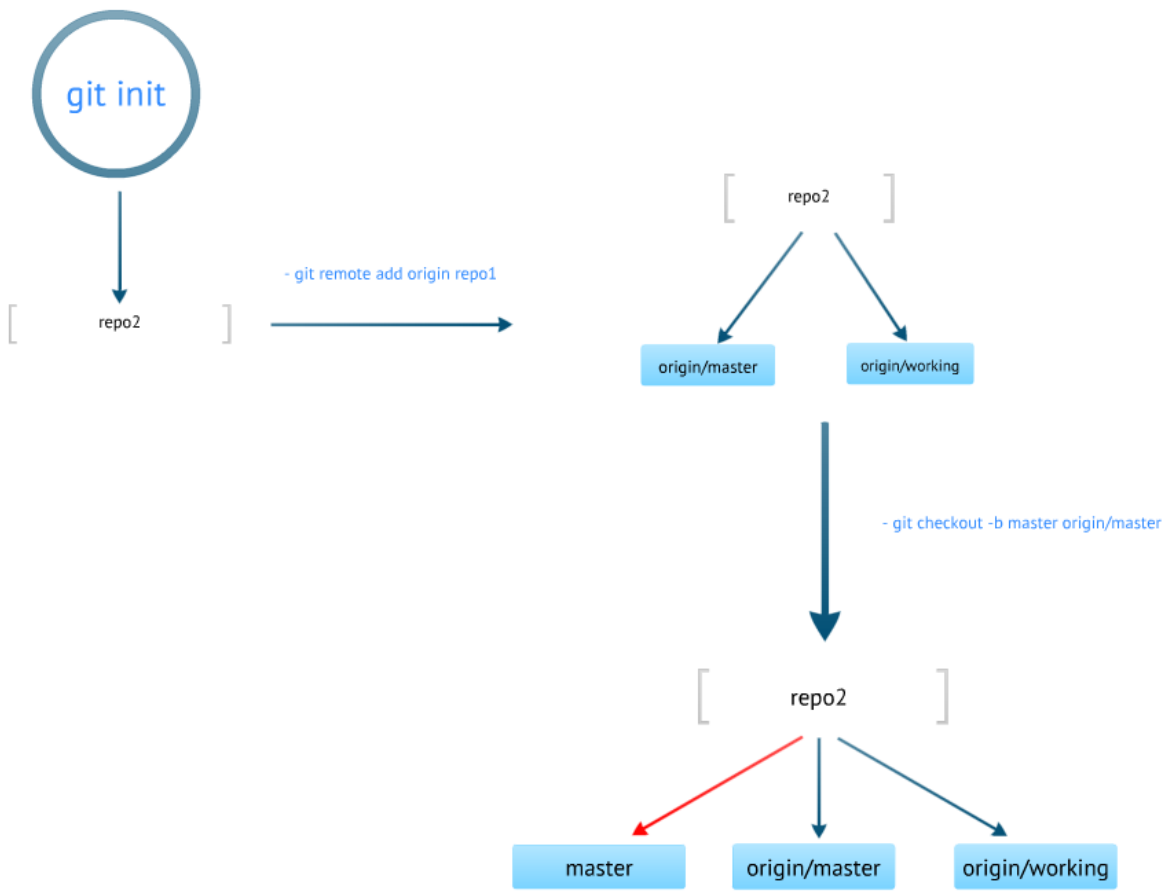 git init
repo2
- git remote add origin repo1
repo2
origin/master
origin/working
- git checkout -b master origin/master
repo2
master
origin/master
origin/working